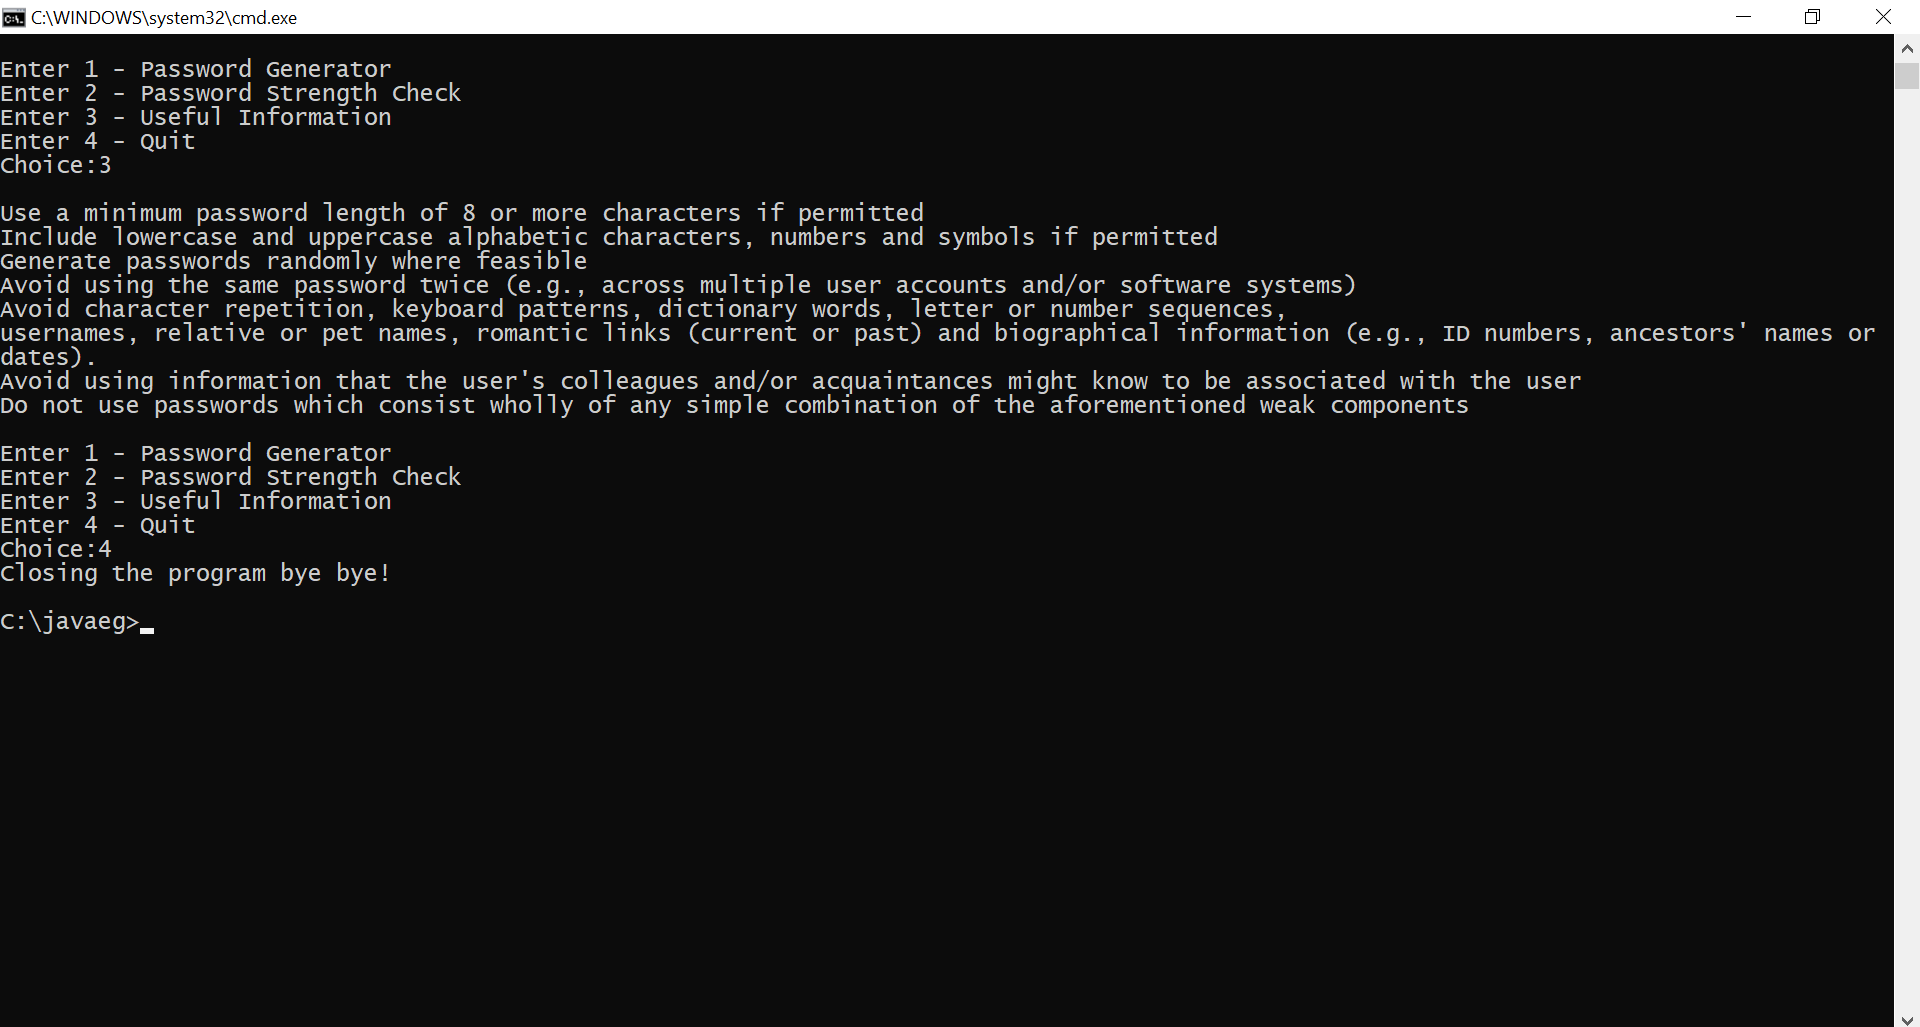 C:\WINDOWS\system32\cmd.exe
Enter 1 - Password Generator
Enter 2 - Password Strength Check
Enter 3 - Useful Information
Enter 4 - Quit
Choice:3
Use a minimum password length of 8 or more characters if permitted
Include lowercase and uppercase alphabetic characters, numbers and symbols if permitted
Generate passwords randomly where feasible
Avoid using the same password twice (e.g., across multiple user accounts and/or software systems)
Avoid character repetition, keyboard patterns, dictionary words, letter or number sequences,
usernames, relative or pet names, romantic links (current or past) and biographical information (e.g., ID numbers, ancestors' names or
dates).
Avoid using information that the user's colleagues and/or acquaintances might know to be associated with the user
Do not use passwords which consist wholly of any simple combination of the aforementioned weak components
Enter 1 - Password Generator
Enter 2 - Password Strength Check
Enter 3 - Useful Information
Enter 4 - Quit
Choice:4
Closing the program bye bye!
C:\javaeg>